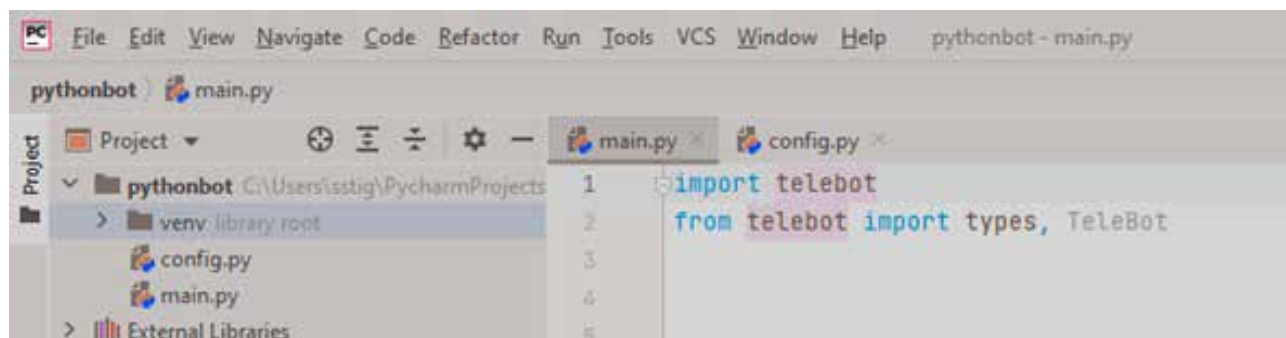 PC File Edit View Navigate Code Refactor Run Tools VCS Window Help pythonbot - main.py
pythonbot main.py
Project
Project
main.py
config.py
pythonbot C:\Users\sstig\PycharmProjects
1 import telebot
venv library root
2 from telebot import types, TeleBot
config.py
3
main.py
4
External Libraries
5